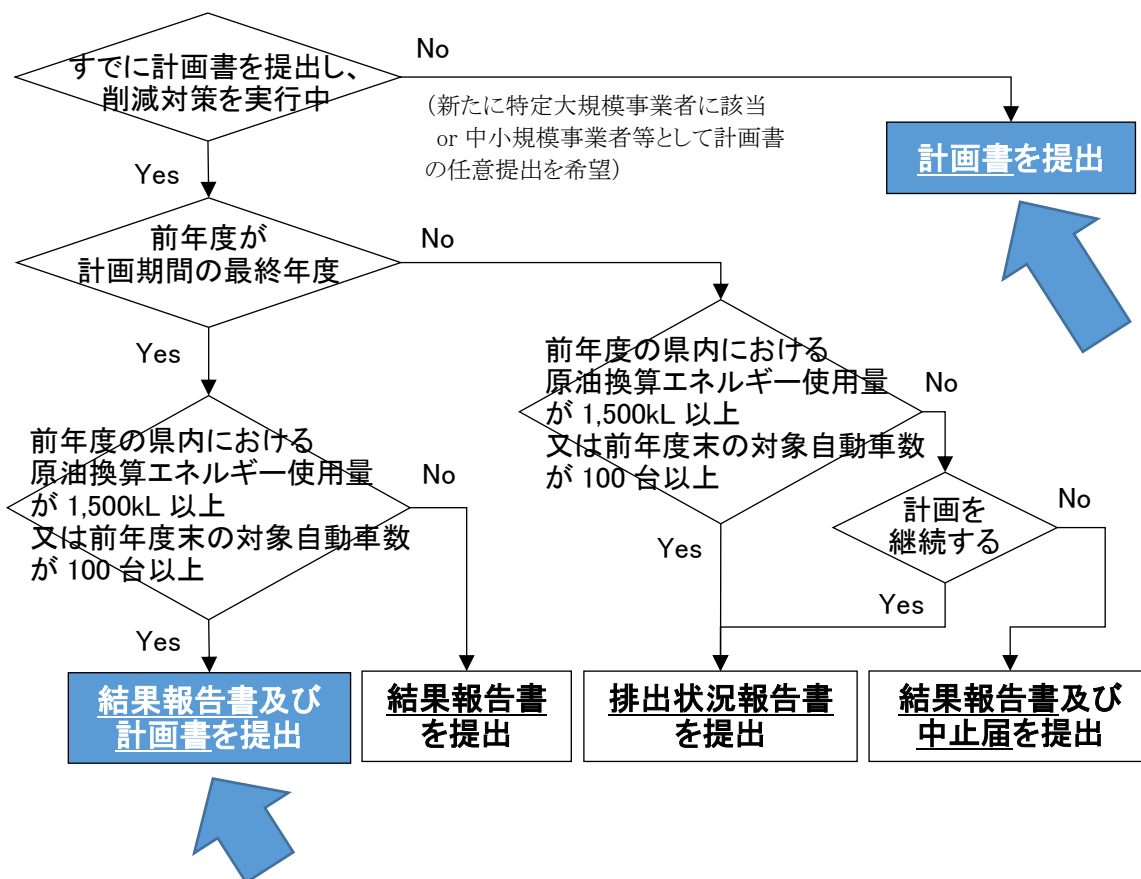 すでに計画書を提出し、
削減対策を実行中
No
（新たに特定大規模事業者に該当
or 中小規模事業者等として計画書
の任意提出を希望）
計画書を提出
Yes
前年度が
計画期間の最終年度
No
Yes
前年度の県内における
原油換算エネルギー使用量
が 1,500kL 以上
又は前年度末の対象自動車数
が 100 台以上
No
前年度の県内における
原油換算エネルギー使用量
が 1,500kL 以上
又は前年度末の対象自動車数
が 100 台以上
No
計画を
継続する
No
Yes
Yes
Yes
結果報告書及び
計画書を提出
結果報告書
を提出
排出状況報告書
を提出
結果報告書及び
中止届を提出